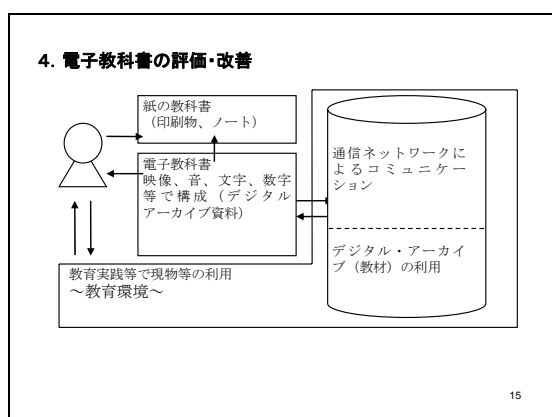 ４．電子教科書の評価・改善
紙の教科書
（印刷物、ノート）
電子教科書
映像、音、文字、数字
等で構成（デジタル
アーカイブ資料）
通信ネットワークに
よるコミュニケー
ション
デジタル・アーカイ
ブ（教材）の利用
教育実践等で現物等の利用
～教育環境～
15